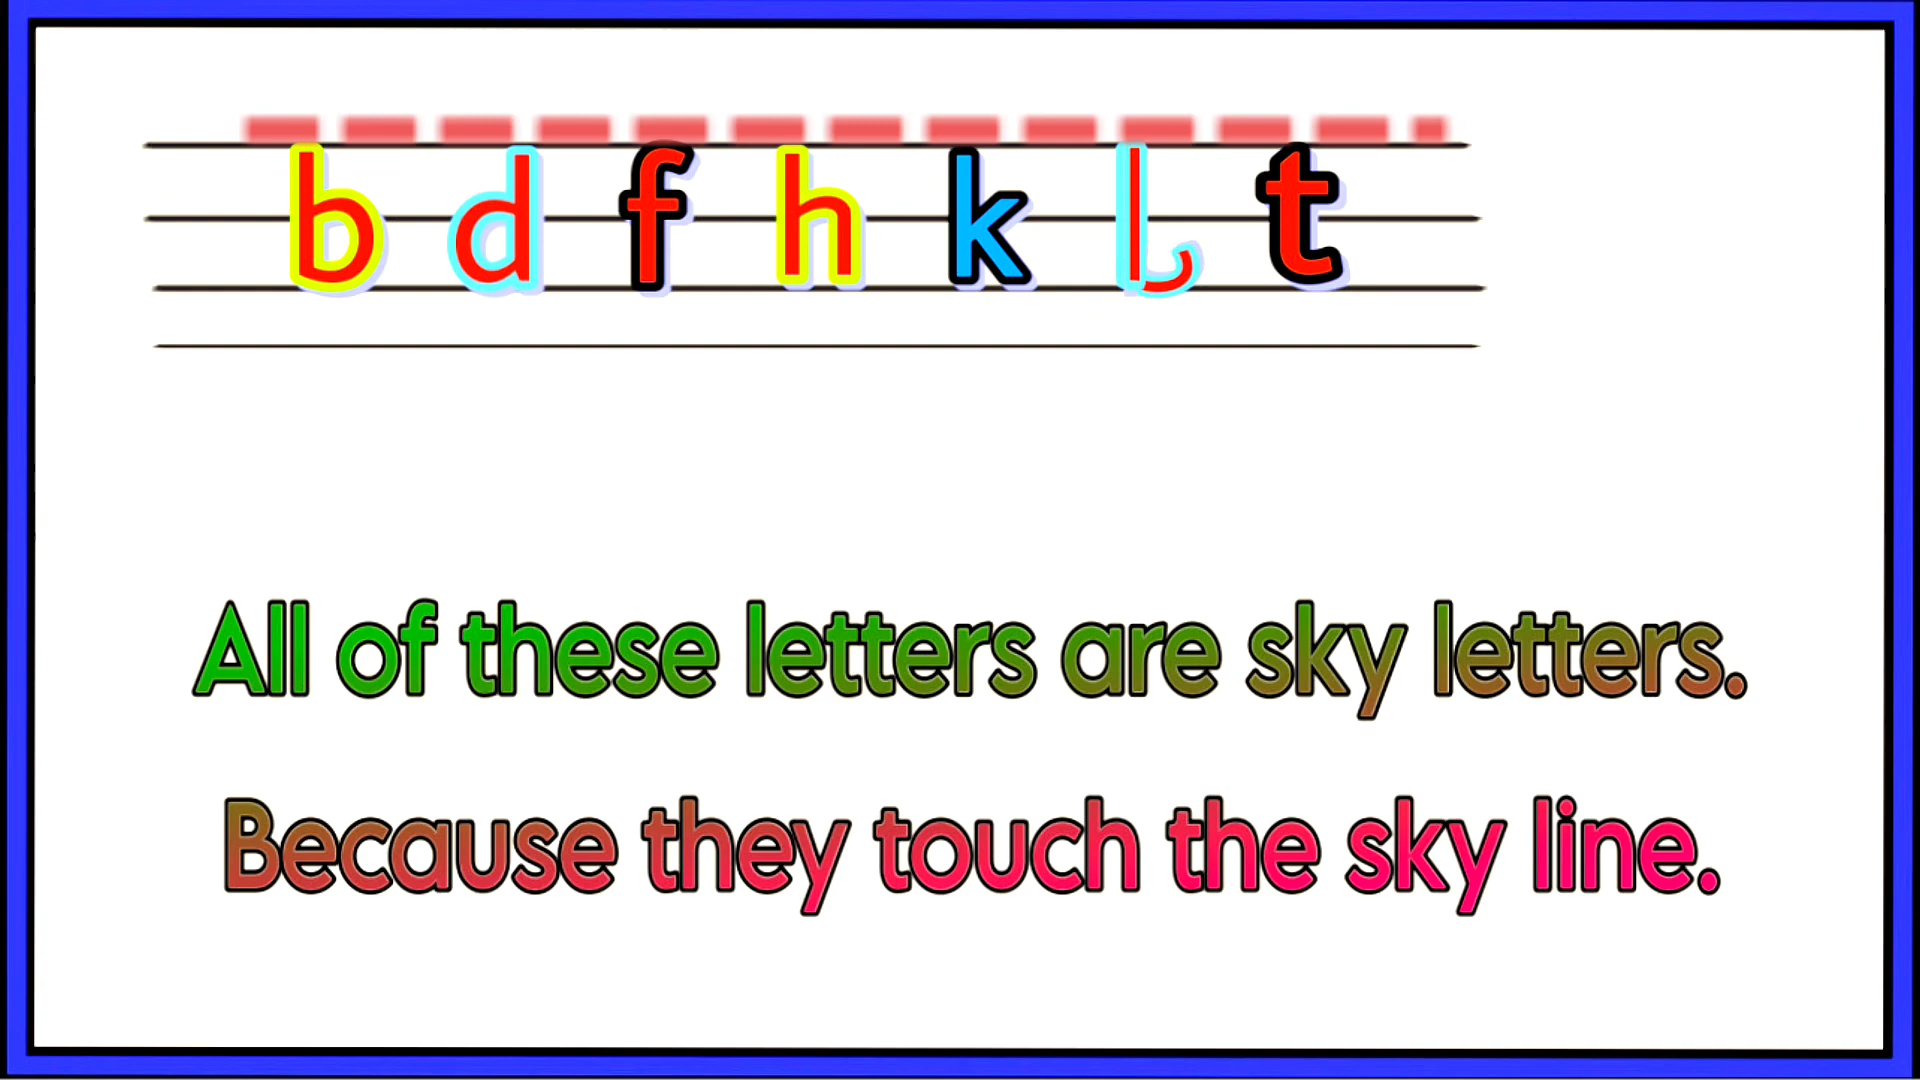 b d f h k l t
All of these letters are sky letters.
Because they touch the sky line.